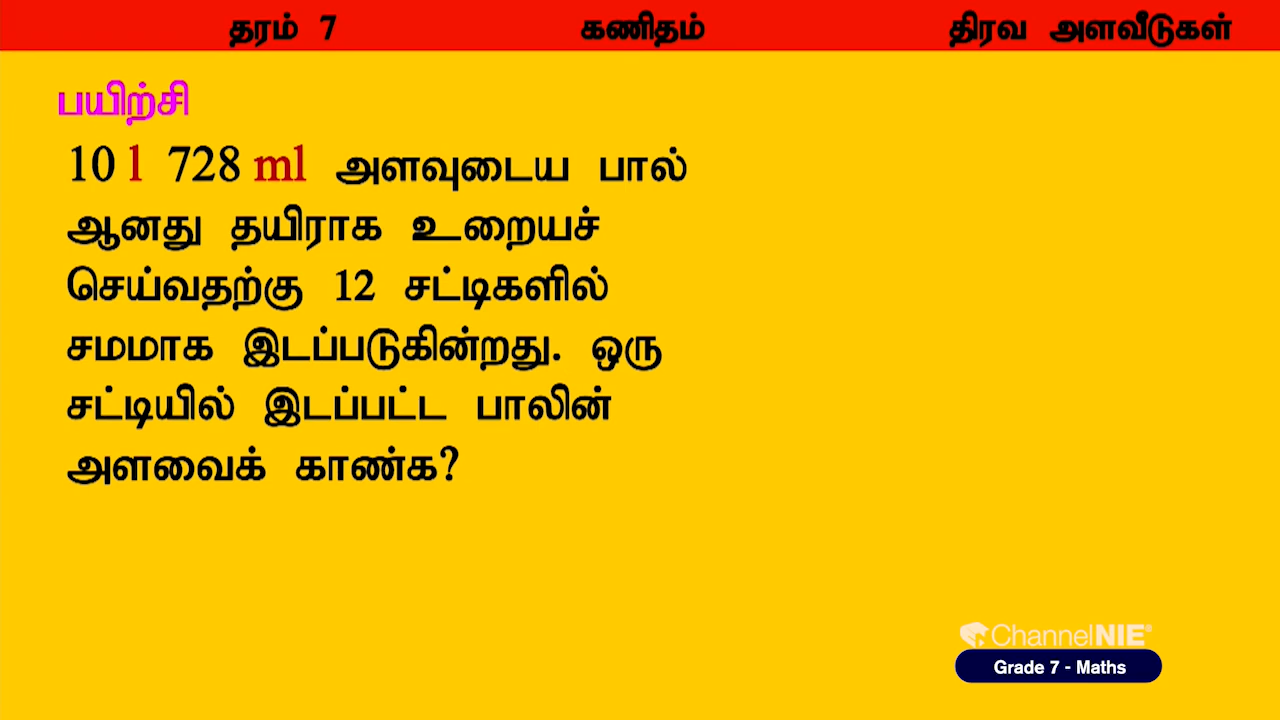 தரம் 7 கணிதம் திரவ அளவீடுகள்
பயிற்சி
10 l 728 ml அளவுடைய பால்
ஆனது தயிராக உறையச்
செய்வதற்கு 12 சட்டிகளில்
சமமாக இடப்படுகின்றது. ஒரு
சட்டியில் இடப்பட்ட பாலின்
அளவைக் காண்க?
ChannelNIE
Grade 7 - Maths